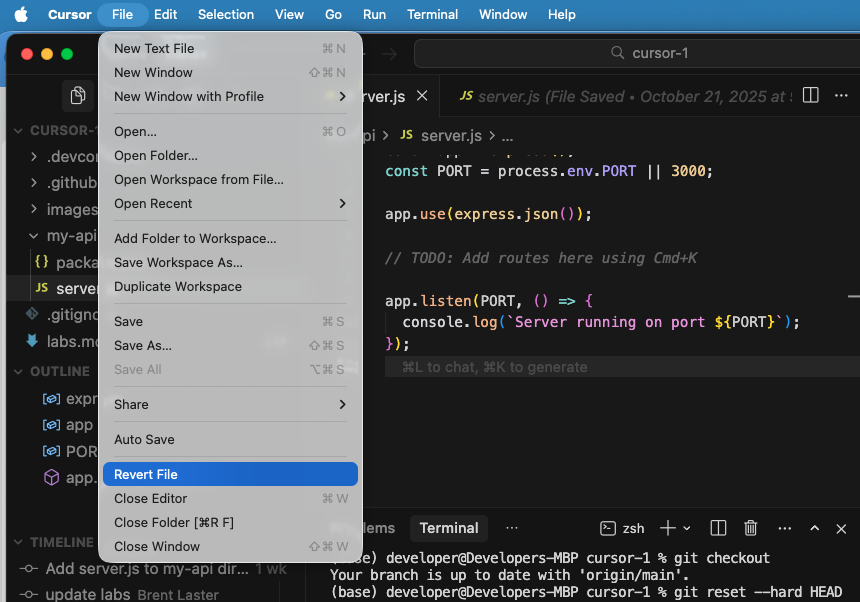 Cursor File Edit Selection View Go Run Terminal Window Help
New Text File ⌘ N
New Window ⇧ ⌘ N
New Window with Profile
Open... ⌘ O
Open Folder...
Open Workspace from File...
Open Recent
Add Folder to Workspace...
Save Workspace As...
Duplicate Workspace
Save ⌘ S
Save As... ⇧ ⌘ S
Save All ⌥ ⌘ S
Share
Auto Save
Revert File
Close Editor ⌘ W
Close Folder [⌘R F]
Close Window ⇧ ⌘ W
CURSOR-1
.devcon
.github
images
my-api
{} packa
JS server
.gitigno
labs.md
OUTLINE
expr
app
POR
app.
TIMELINE
Add server.js to my-api dir... 1 wk
update labs Brent Laster
cursor-1
rver.js
JS server.js (File Saved • October 21, 2025 at
pi > JS server.js > ...
const PORT = process.env.PORT || 3000;
app.use(express.json());
// TODO: Add routes here using Cmd+K
app.listen(PORT, () => {
console.log(`Server running on port ${PORT}`);
});
⌘L to chat, ⌘K to generate
Terminal
zsh
(base) developer@Developers-MBP cursor-1 % git checkout
Your branch is up to date with 'origin/main'.
(base) developer@Developers-MBP cursor-1 % git reset --hard HEAD